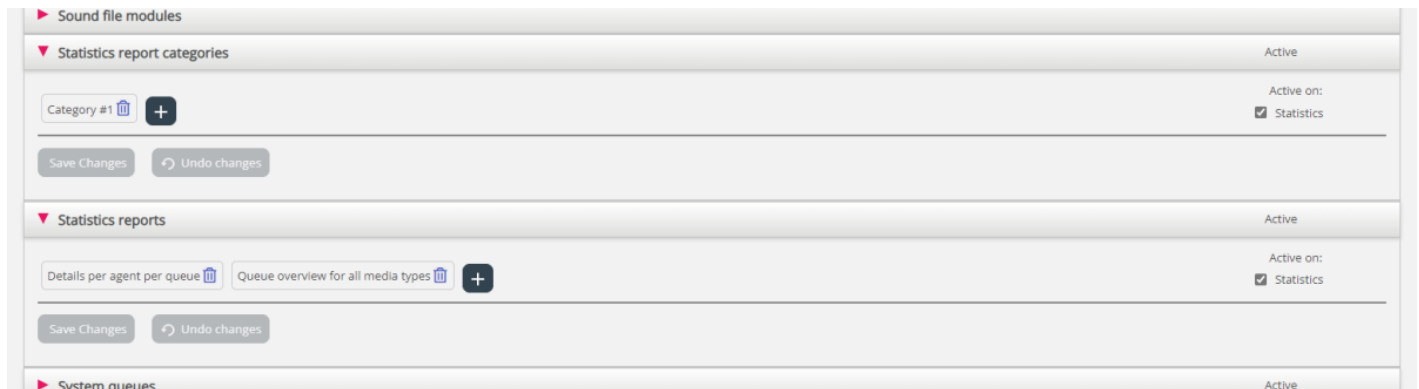 Sound file modules
Statistics report categories Active
Active on:
Category #1 +
Statistics
Save Changes Undo changes
Statistics reports Active
Active on:
Details per agent per queue Queue overview for all media types +
Statistics
Save Changes Undo changes
System queues Active